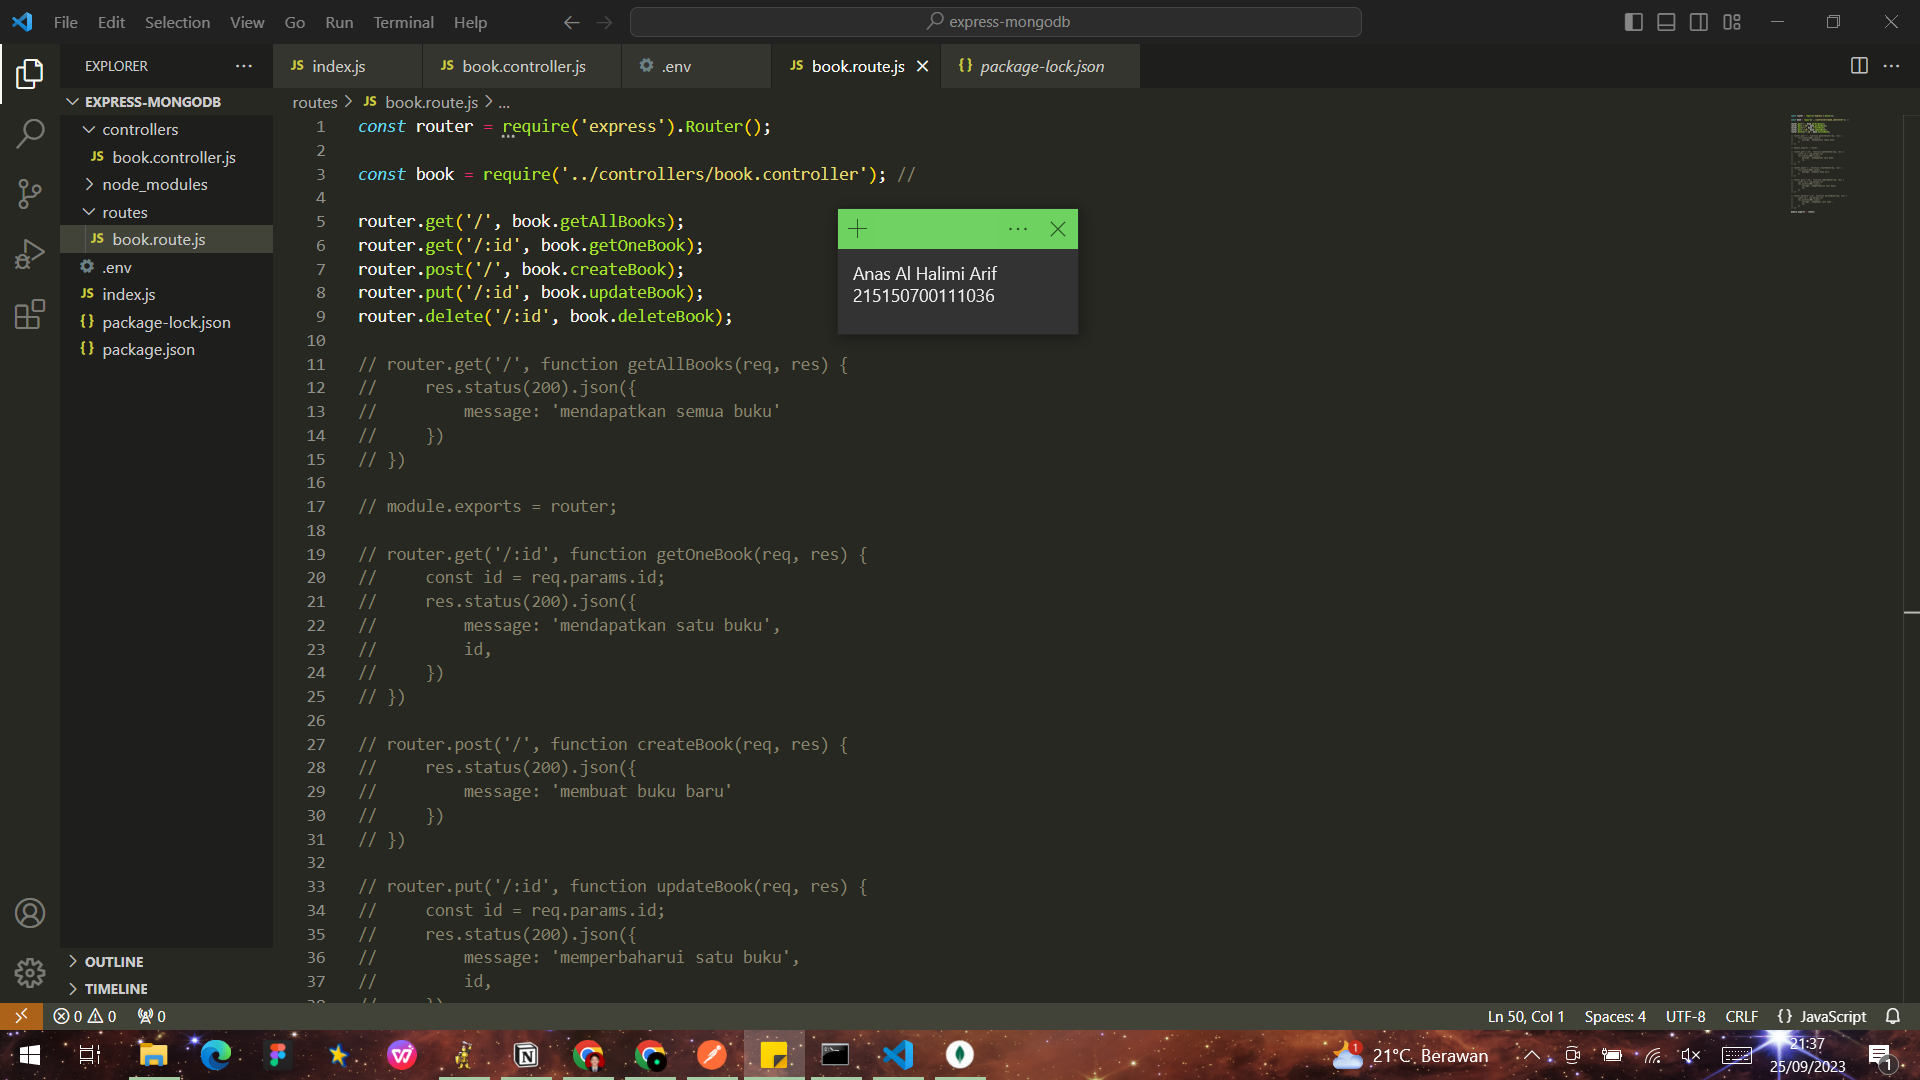 File Edit Selection View Go Run Terminal Help
express-mongodb
EXPLORER
EXPRESS-MONGODB
controllers
JS book.controller.js
node_modules
routes
JS book.route.js
.env
JS index.js
{} package-lock.json
{} package.json
OUTLINE
TIMELINE
JS index.js
JS book.controller.js
.env
JS book.route.js
{} package-lock.json
routes > JS book.route.js > ...
1 const router = require('express').Router();
2
3 const book = require('../controllers/book.controller'); //
4
5 router.get('/', book.getAllBooks);
6 router.get('/:id', book.getOneBook);
7 router.post('/', book.createBook);
8 router.put('/:id', book.updateBook);
9 router.delete('/:id', book.deleteBook);
10
11 // router.get('/', function getAllBooks(req, res) {
12 //     res.status(200).json({
13 //         message: 'mendapatkan semua buku'
14 //     })
15 // })
16
17 // module.exports = router;
18
19 // router.get('/:id', function getOneBook(req, res) {
20 //     const id = req.params.id;
21 //     res.status(200).json({
22 //         message: 'mendapatkan satu buku',
23 //         id,
24 //     })
25 // })
26
27 // router.post('/', function createBook(req, res) {
28 //     res.status(200).json({
29 //         message: 'membuat buku baru'
30 //     })
31 // })
32
33 // router.put('/:id', function updateBook(req, res) {
34 //     const id = req.params.id;
35 //     res.status(200).json({
36 //         message: 'memperbaharui satu buku',
37 //         id,
Anas Al Halimi Arif
215150700111036
0 0 0
Ln 50, Col 1 Spaces: 4 UTF-8 CRLF {} JavaScript
21°C Berawan
21:37
25/09/2023
1
1